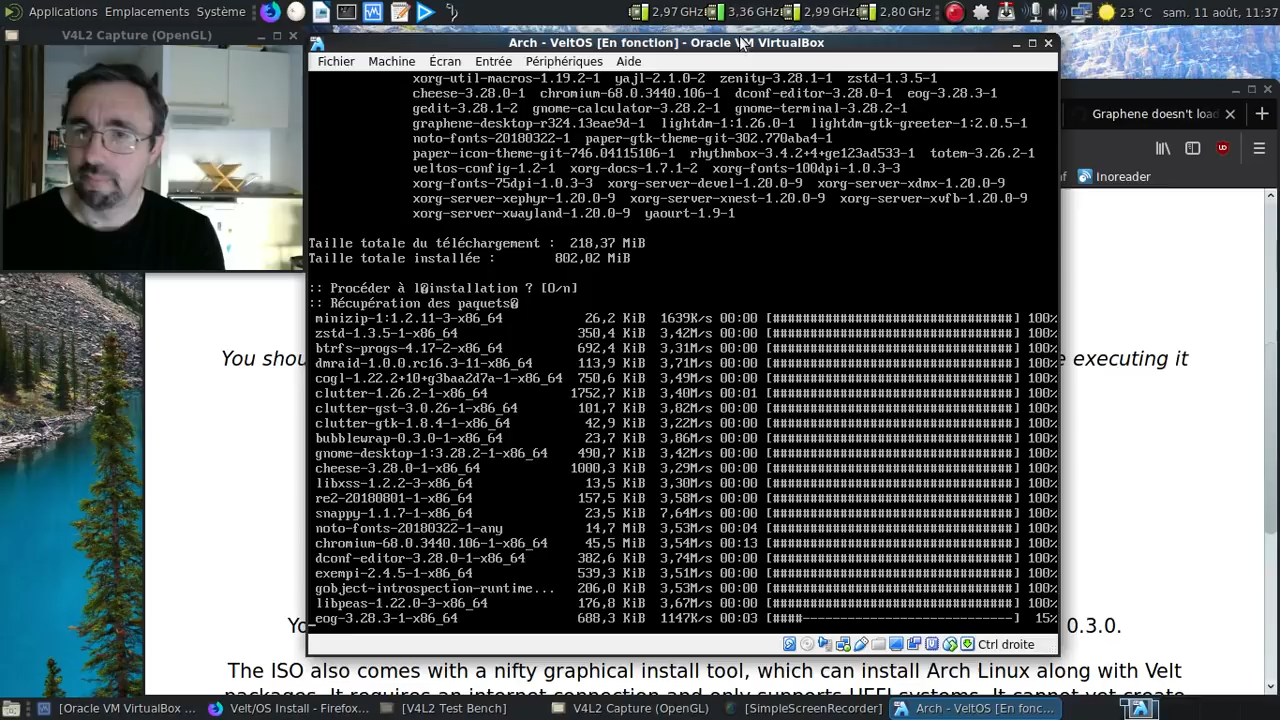 Applications Emplacements Système
2,97 GHz 3,36 GHz 2,99 GHz 2,80 GHz 23 °C sam. 11 août, 11:37
V4L2 Capture (OpenGL)
Arch - VeltOS [En fonction] - Oracle VM VirtualBox
Fichier Machine Écran Entrée Périphériques Aide
xorg-util-macros-1.19.2-1 yajl-2.1.0-2 zenity-3.28.1-1 zstd-1.3.5-1
cheese-3.28.0-1 chromium-68.0.3440.106-1 dconf-editor-3.28.0-1 eog-3.28.3-1
gedit-3.28.1-2 gnome-calculator-3.28.2-1 gnome-terminal-3.28.2-1
graphene-desktop-r324.13eae9d-1 lightdm-1:1.26.0-1 lightdm-gtk-greeter-1:2.0.5-1
noto-fonts-20180322-1 paper-gtk-theme-git-302.770aba4-1
paper-icon-theme-git-746.04115106-1 rhythmbox-3.4.2+4+ge123ad533-1 totem-3.26.2-1
veltos-config-1.2-1 xorg-docs-1.7.1-2 xorg-fonts-100dpi-1.0.3-3
xorg-fonts-75dpi-1.0.3-3 xorg-server-devel-1.20.0-9 xorg-server-xdmx-1.20.0-9
xorg-server-xephyr-1.20.0-9 xorg-server-xnest-1.20.0-9 xorg-server-xvfb-1.20.0-9
xorg-server-xwayland-1.20.0-9 yaourt-1.9-1
Taille totale du téléchargement : 218,37 MiB
Taille totale installée : 802,02 MiB
:: Procéder à l�installation ? [O/n]
:: Récupération des paquets�
minizip-1:1.2.11-3-x86_64 26,2 KiB 1639K/s 00:00 [################################] 100%
zstd-1.3.5-1-x86_64 350,4 KiB 3,42M/s 00:00 [################################] 100%
btrfs-progs-4.17-2-x86_64 692,4 KiB 3,31M/s 00:00 [################################] 100%
dmraid-1.0.0.rc16.3-11-x86_64 113,9 KiB 3,71M/s 00:00 [################################] 100%
cogl-1.22.2+10+g3baa2d7a-1-x86_64 750,6 KiB 3,49M/s 00:00 [################################] 100%
clutter-1.26.2-1-x86_64 1752,7 KiB 3,40M/s 00:01 [################################] 100%
clutter-gst-3.0.26-1-x86_64 101,7 KiB 3,82M/s 00:00 [################################] 100%
clutter-gtk-1.8.4-1-x86_64 42,9 KiB 3,22M/s 00:00 [################################] 100%
bubblewrap-0.3.0-1-x86_64 23,7 KiB 3,86M/s 00:00 [################################] 100%
gnome-desktop-1:3.28.2-1-x86_64 490,7 KiB 3,42M/s 00:00 [################################] 100%
cheese-3.28.0-1-x86_64 1000,3 KiB 3,29M/s 00:00 [################################] 100%
libxss-1.2.2-3-x86_64 13,5 KiB 3,30M/s 00:00 [################################] 100%
re2-20180801-1-x86_64 157,5 KiB 3,58M/s 00:00 [################################] 100%
snappy-1.1.7-1-x86_64 23,5 KiB 7,64M/s 00:00 [################################] 100%
noto-fonts-20180322-1-any 14,7 MiB 3,53M/s 00:04 [################################] 100%
chromium-68.0.3440.106-1-x86_64 45,5 MiB 3,54M/s 00:13 [################################] 100%
dconf-editor-3.28.0-1-x86_64 382,6 KiB 3,74M/s 00:08 [################################] 100%
exempi-2.4.5-1-x86_64 539,3 KiB 3,51M/s 00:00 [################################] 100%
gobject-introspection-runtime... 206,0 KiB 3,53M/s 00:00 [################################] 100%
libpeas-1.22.0-3-x86_64 176,8 KiB 3,67M/s 00:00 [################################] 100%
eog-3.28.3-1-x86_64 688,3 KiB 1147K/s 00:03 [####----------------------------] 15%
Ctrl droite
Graphene doesn't load
Inoreader
You shou
e executing it
Yo
0.3.0.
The ISO also comes with a nifty graphical install tool, which can install Arch Linux along with Velt
packages. It requires an internet connection and only supports UEFI systems. It cannot yet create
[Oracle VM VirtualBox ... Velt/OS Install - Firefox... [V4L2 Test Bench] V4L2 Capture (OpenGL) [SimpleScreenRecorder] Arch - VeltOS [En fonc...